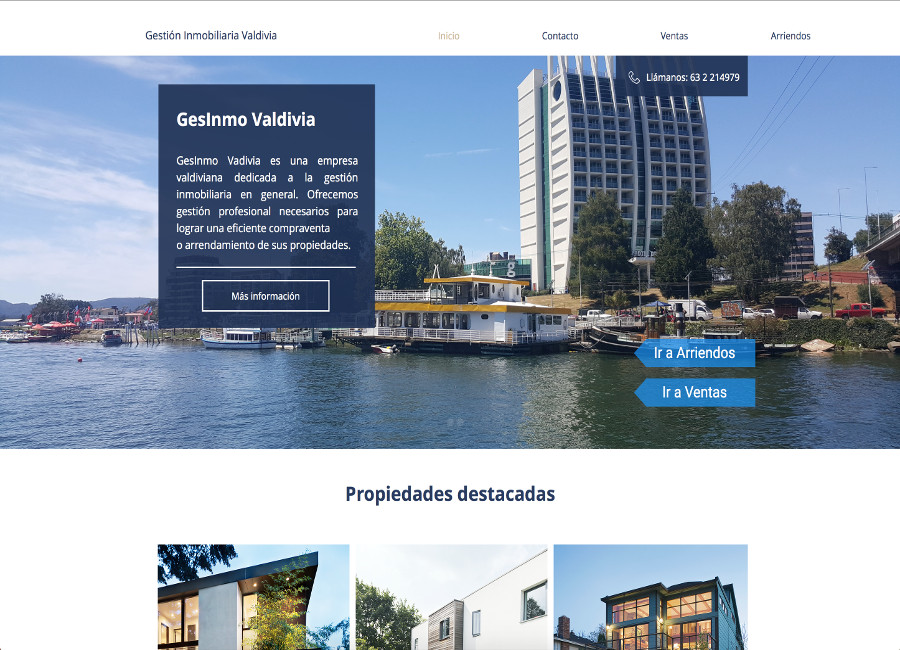 Gestión Inmobiliaria Valdivia
Inicio
Contacto
Ventas
Arriendos
Llámanos: 63 2 214979
GesInmo Valdivia
GesInmo Vadivia es una empresa
valdiviana dedicada a la gestión
inmobiliaria en general. Ofrecemos
gestión profesional necesarios para
lograr una eficiente compraventa
o arrendamiento de sus propiedades.
Más información
Ir a Arriendos
Ir a Ventas
Propiedades destacadas